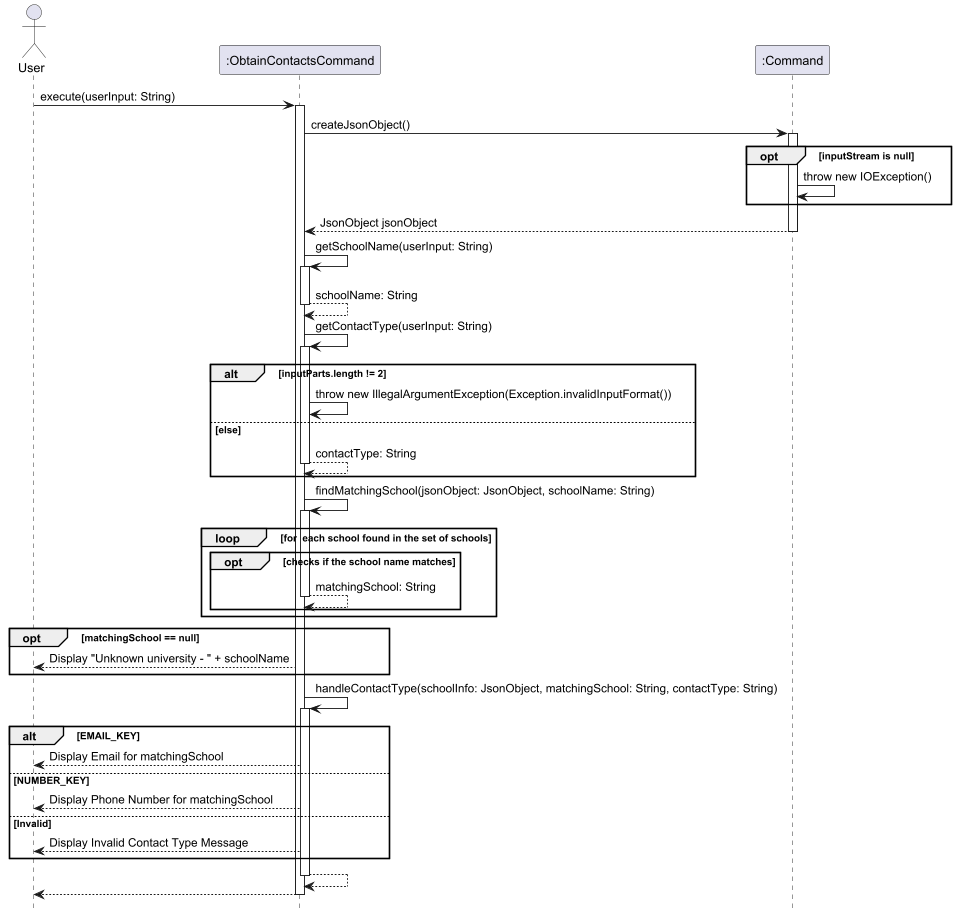 User
:ObtainContactsCommand
:Command
execute(userInput: String)
createJsonObject()
opt
[inputStream is null]
throw new IOException()
JsonObject jsonObject
getSchoolName(userInput: String)
schoolName: String
getContactType(userInput: String)
alt
[inputParts.length != 2]
throw new IllegalArgumentException(Exception.invalidInputFormat())
[else]
contactType: String
findMatchingSchool(jsonObject: JsonObject, schoolName: String)
loop
[for each school found in the set of schools]
opt
[checks if the school name matches]
matchingSchool: String
opt
[matchingSchool == null]
Display "Unknown university - " + schoolName
handleContactType(schoolInfo: JsonObject, matchingSchool: String, contactType: String)
alt
[EMAIL_KEY]
Display Email for matchingSchool
[NUMBER_KEY]
Display Phone Number for matchingSchool
[Invalid]
Display Invalid Contact Type Message